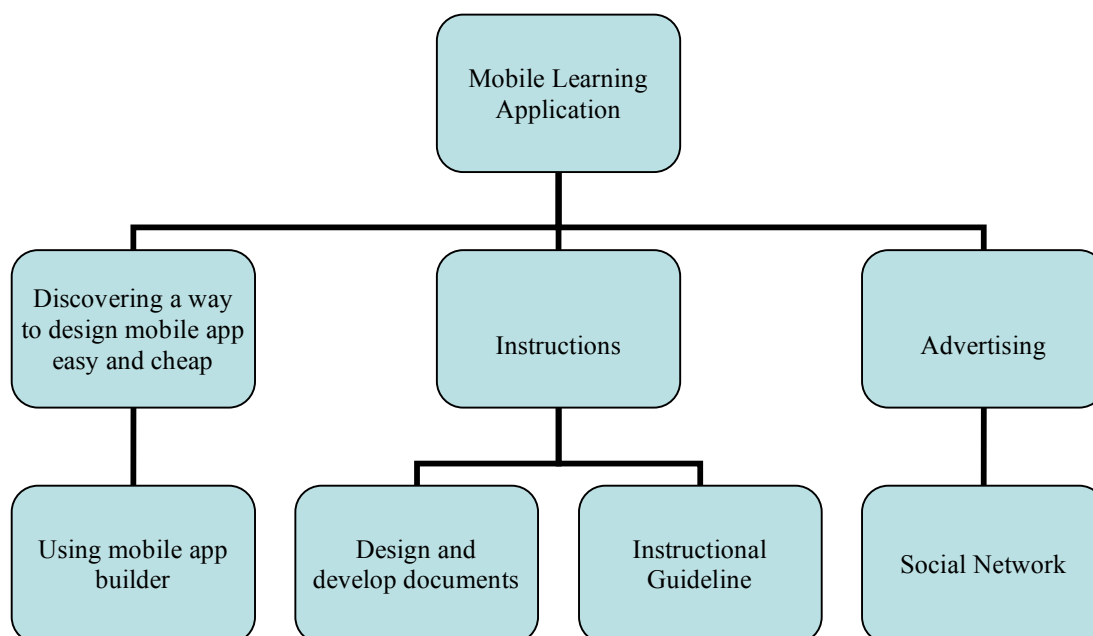 Mobile Learning
Application
Discovering a way
to design mobile app
easy and cheap
Instructions
Advertising
Using mobile app
builder
Design and
develop documents
Instructional
Guideline
Social Network